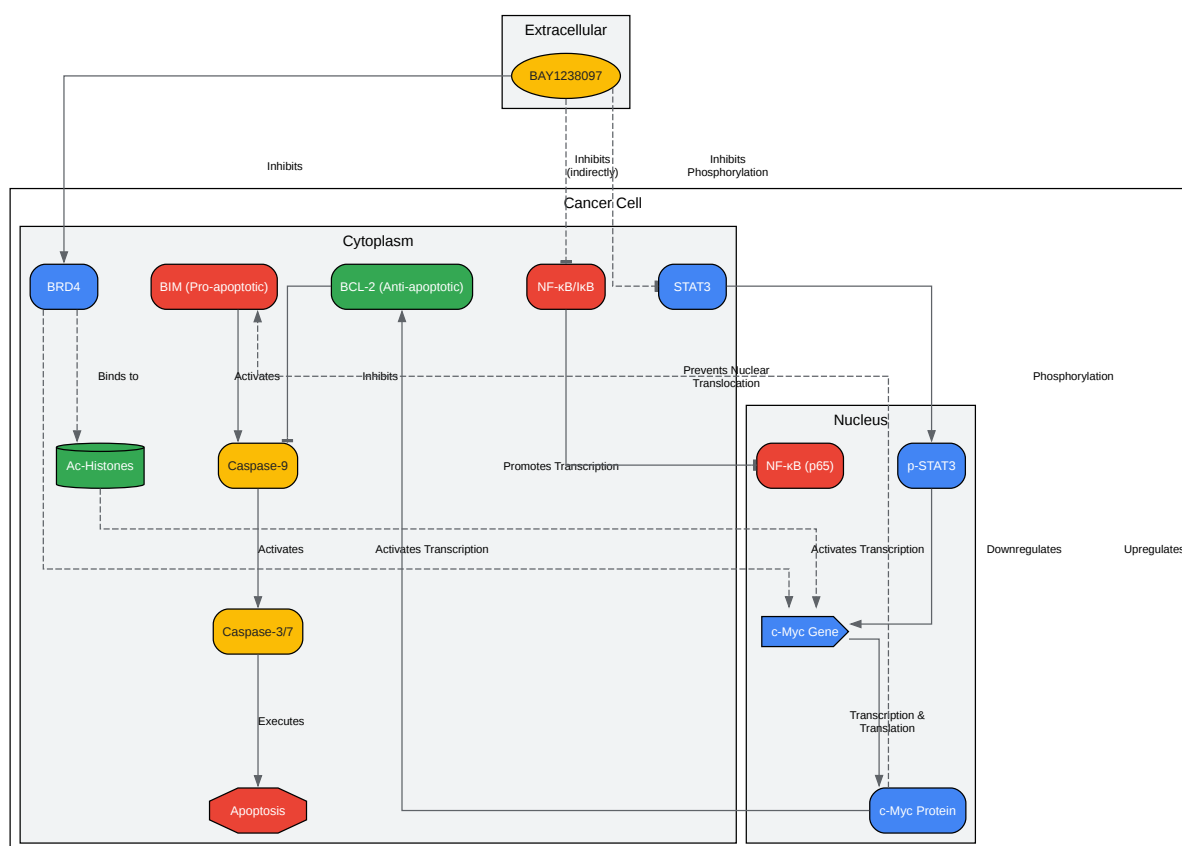 Extracellular
BAY1238097
Inhibits
Inhibits
(indirectly)
Inhibits
Phosphorylation
Cancer Cell
Cytoplasm
BRD4
BIM (Pro-apoptotic)
BCL-2 (Anti-apoptotic)
NF-κB/IκB
STAT3
Binds to
Activates
Inhibits
Prevents Nuclear
Translocation
Phosphorylation
Nucleus
Ac-Histones
Caspase-9
Promotes Transcription
NF-κB (p65)
p-STAT3
Activates
Activates Transcription
Activates Transcription
Downregulates
Upregulates
Caspase-3/7
c-Myc Gene
Executes
Transcription &
Translation
Apoptosis
c-Myc Protein